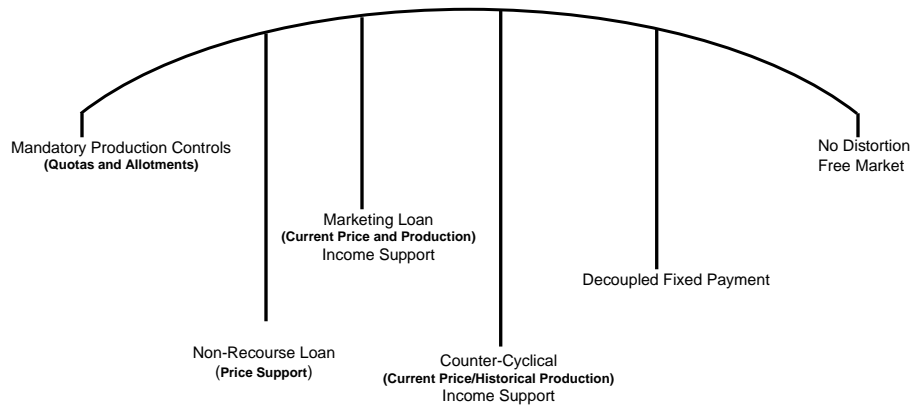 Mandatory Production Controls
(Quotas and Allotments)
Non-Recourse Loan
(Price Support)
Marketing Loan
(Current Price and Production)
Income Support
Counter-Cyclical
(Current Price/Historical Production)
Income Support
Decoupled Fixed Payment
No Distortion
Free Market